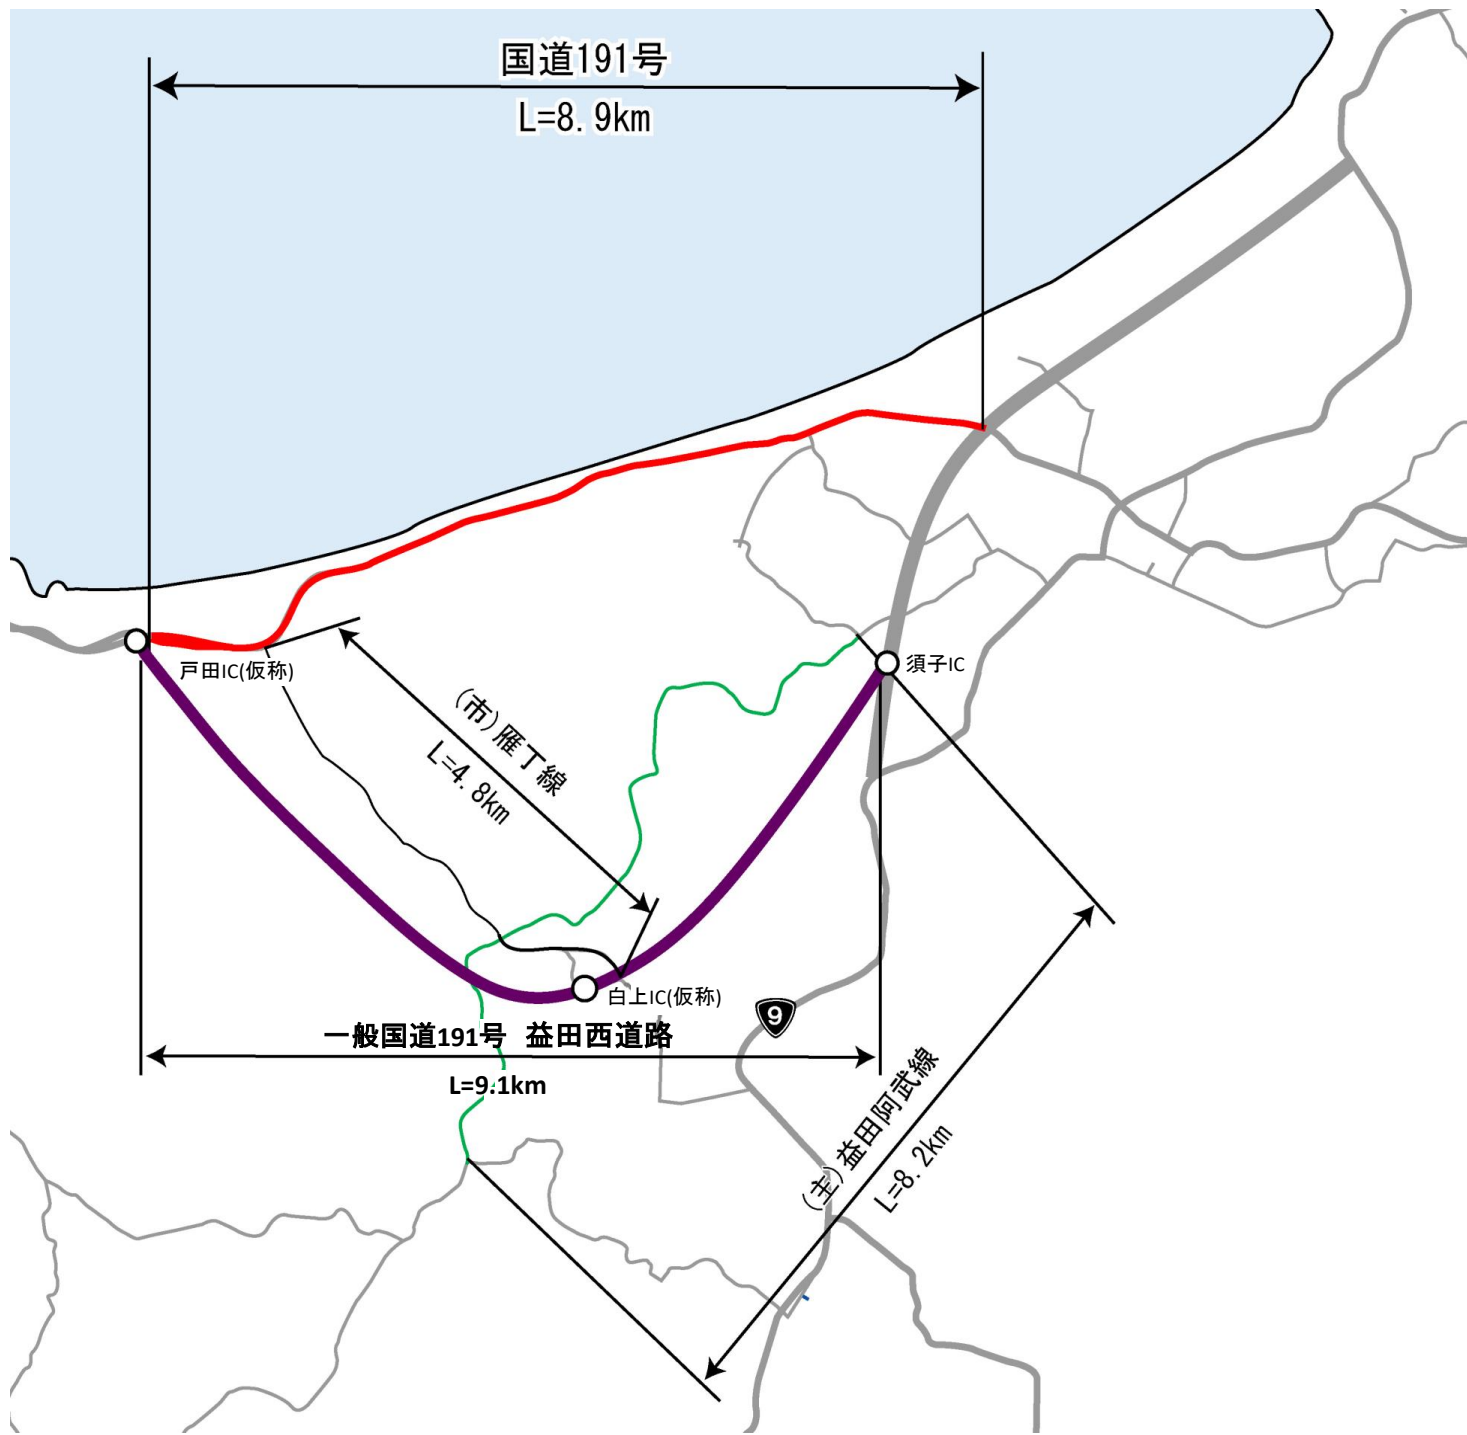 国道191号
L=8.9km
戸田IC(仮称)
須子IC
(市)雁丁線
L=4.8km
白上IC(仮称)
9
一般国道191号 益田西道路
L=9.1km
(主)益田阿武線
L=8.2km